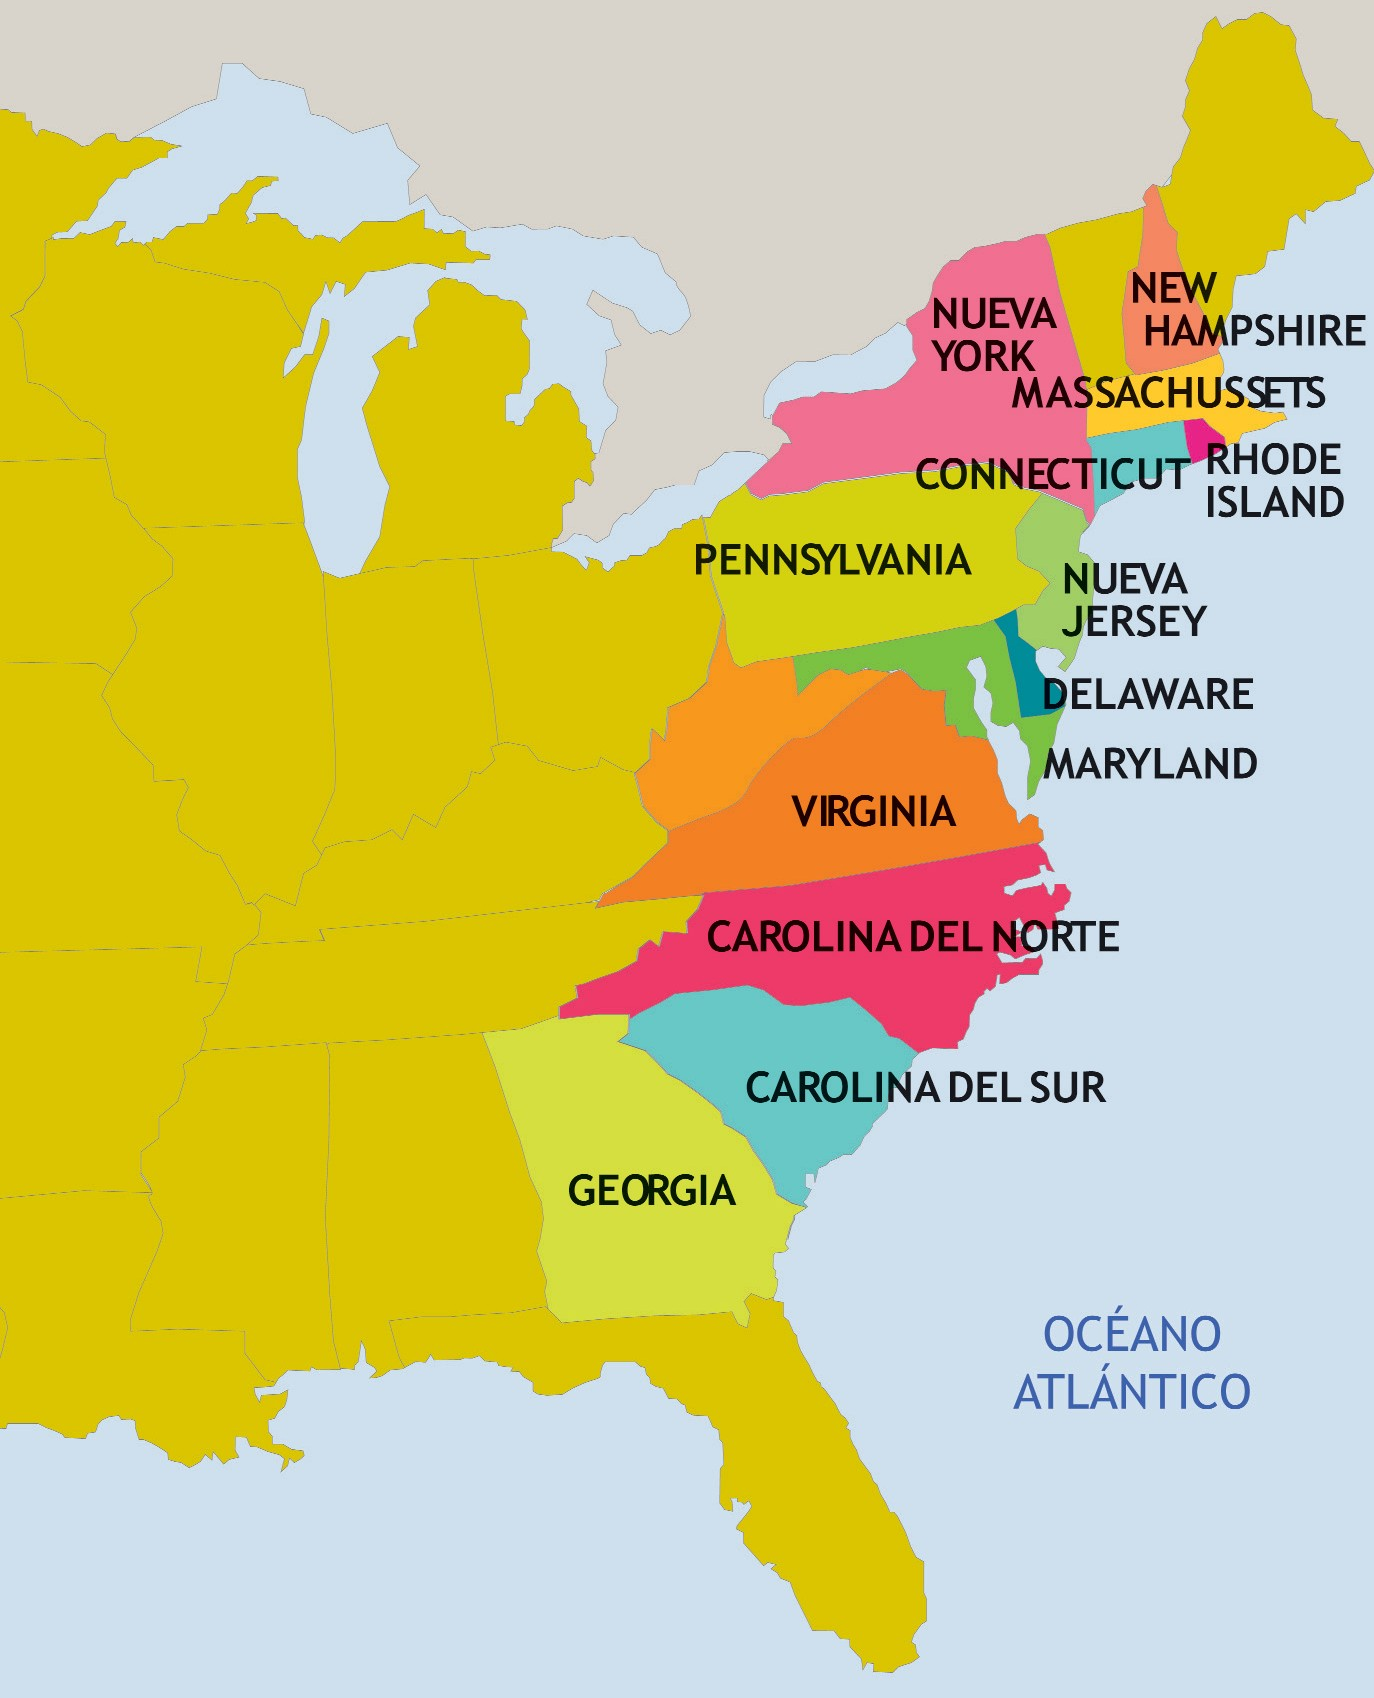 NEW
HAMPSHIRE
NUEVA
YORK
MASSACHUSSETS
CONNECTICUT
RHODE
ISLAND
PENNSYLVANIA
NUEVA
JERSEY
DELAWARE
MARYLAND
VIRGINIA
CAROLINA DEL NORTE
CAROLINA DEL SUR
GEORGIA
OCÉANO
ATLÁNTICO